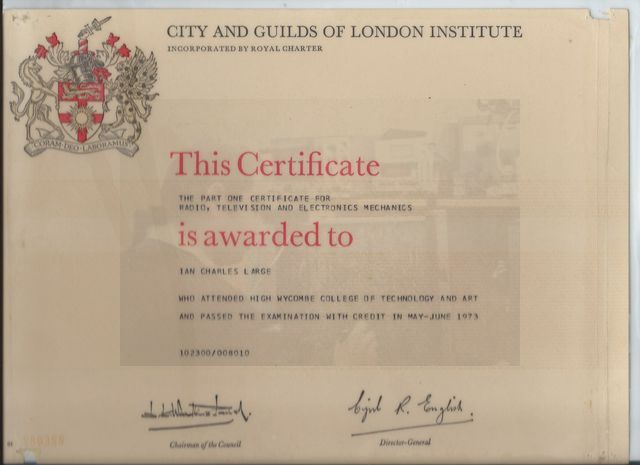 CITY AND GUILDS OF LONDON INSTITUTE
INCORPORATED BY ROYAL CHARTER
CORAM·DEO·LABORAMUS
This Certificate
THE PART ONE CERTIFICATE FOR
RADIO, TELEVISION AND ELECTRONICS MECHANICS
is awarded to
IAN CHARLES LARGE
WHO ATTENDED HIGH WYCOMBE COLLEGE OF TECHNOLOGY AND ART
AND PASSED THE EXAMINATION WITH CREDIT IN MAY-JUNE 1973
102300/008010
Cyril R. English.
Chairman of the Council
Director-General